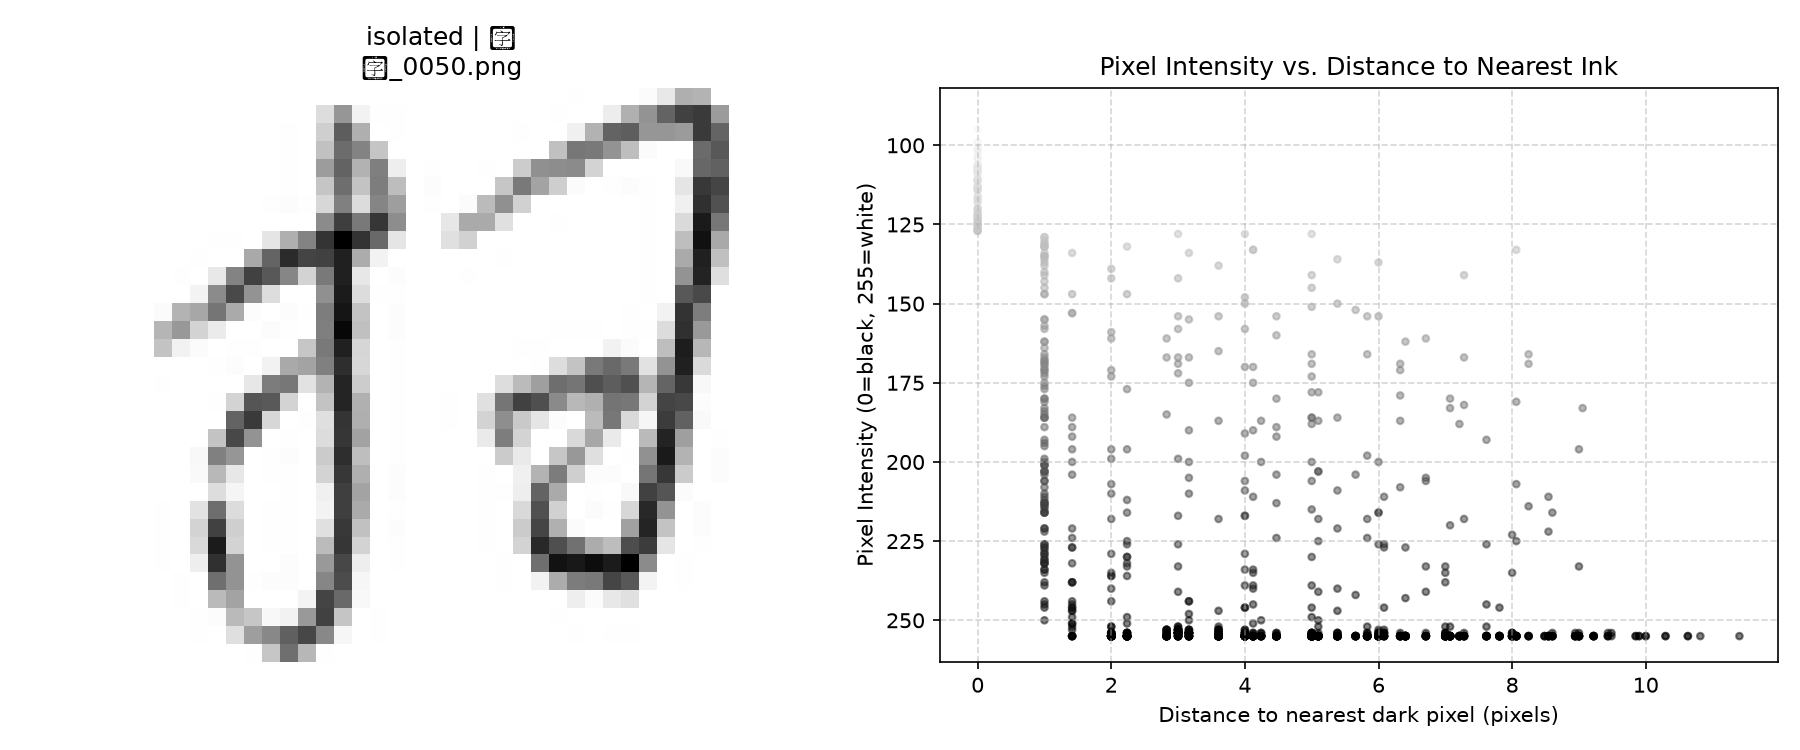 isolated |
_0050.png
Pixel Intensity vs. Distance to Nearest Ink
Pixel Intensity (0=black, 255=white)
100
125
150
175
200
225
250
0 2 4 6 8 10
Distance to nearest dark pixel (pixels)